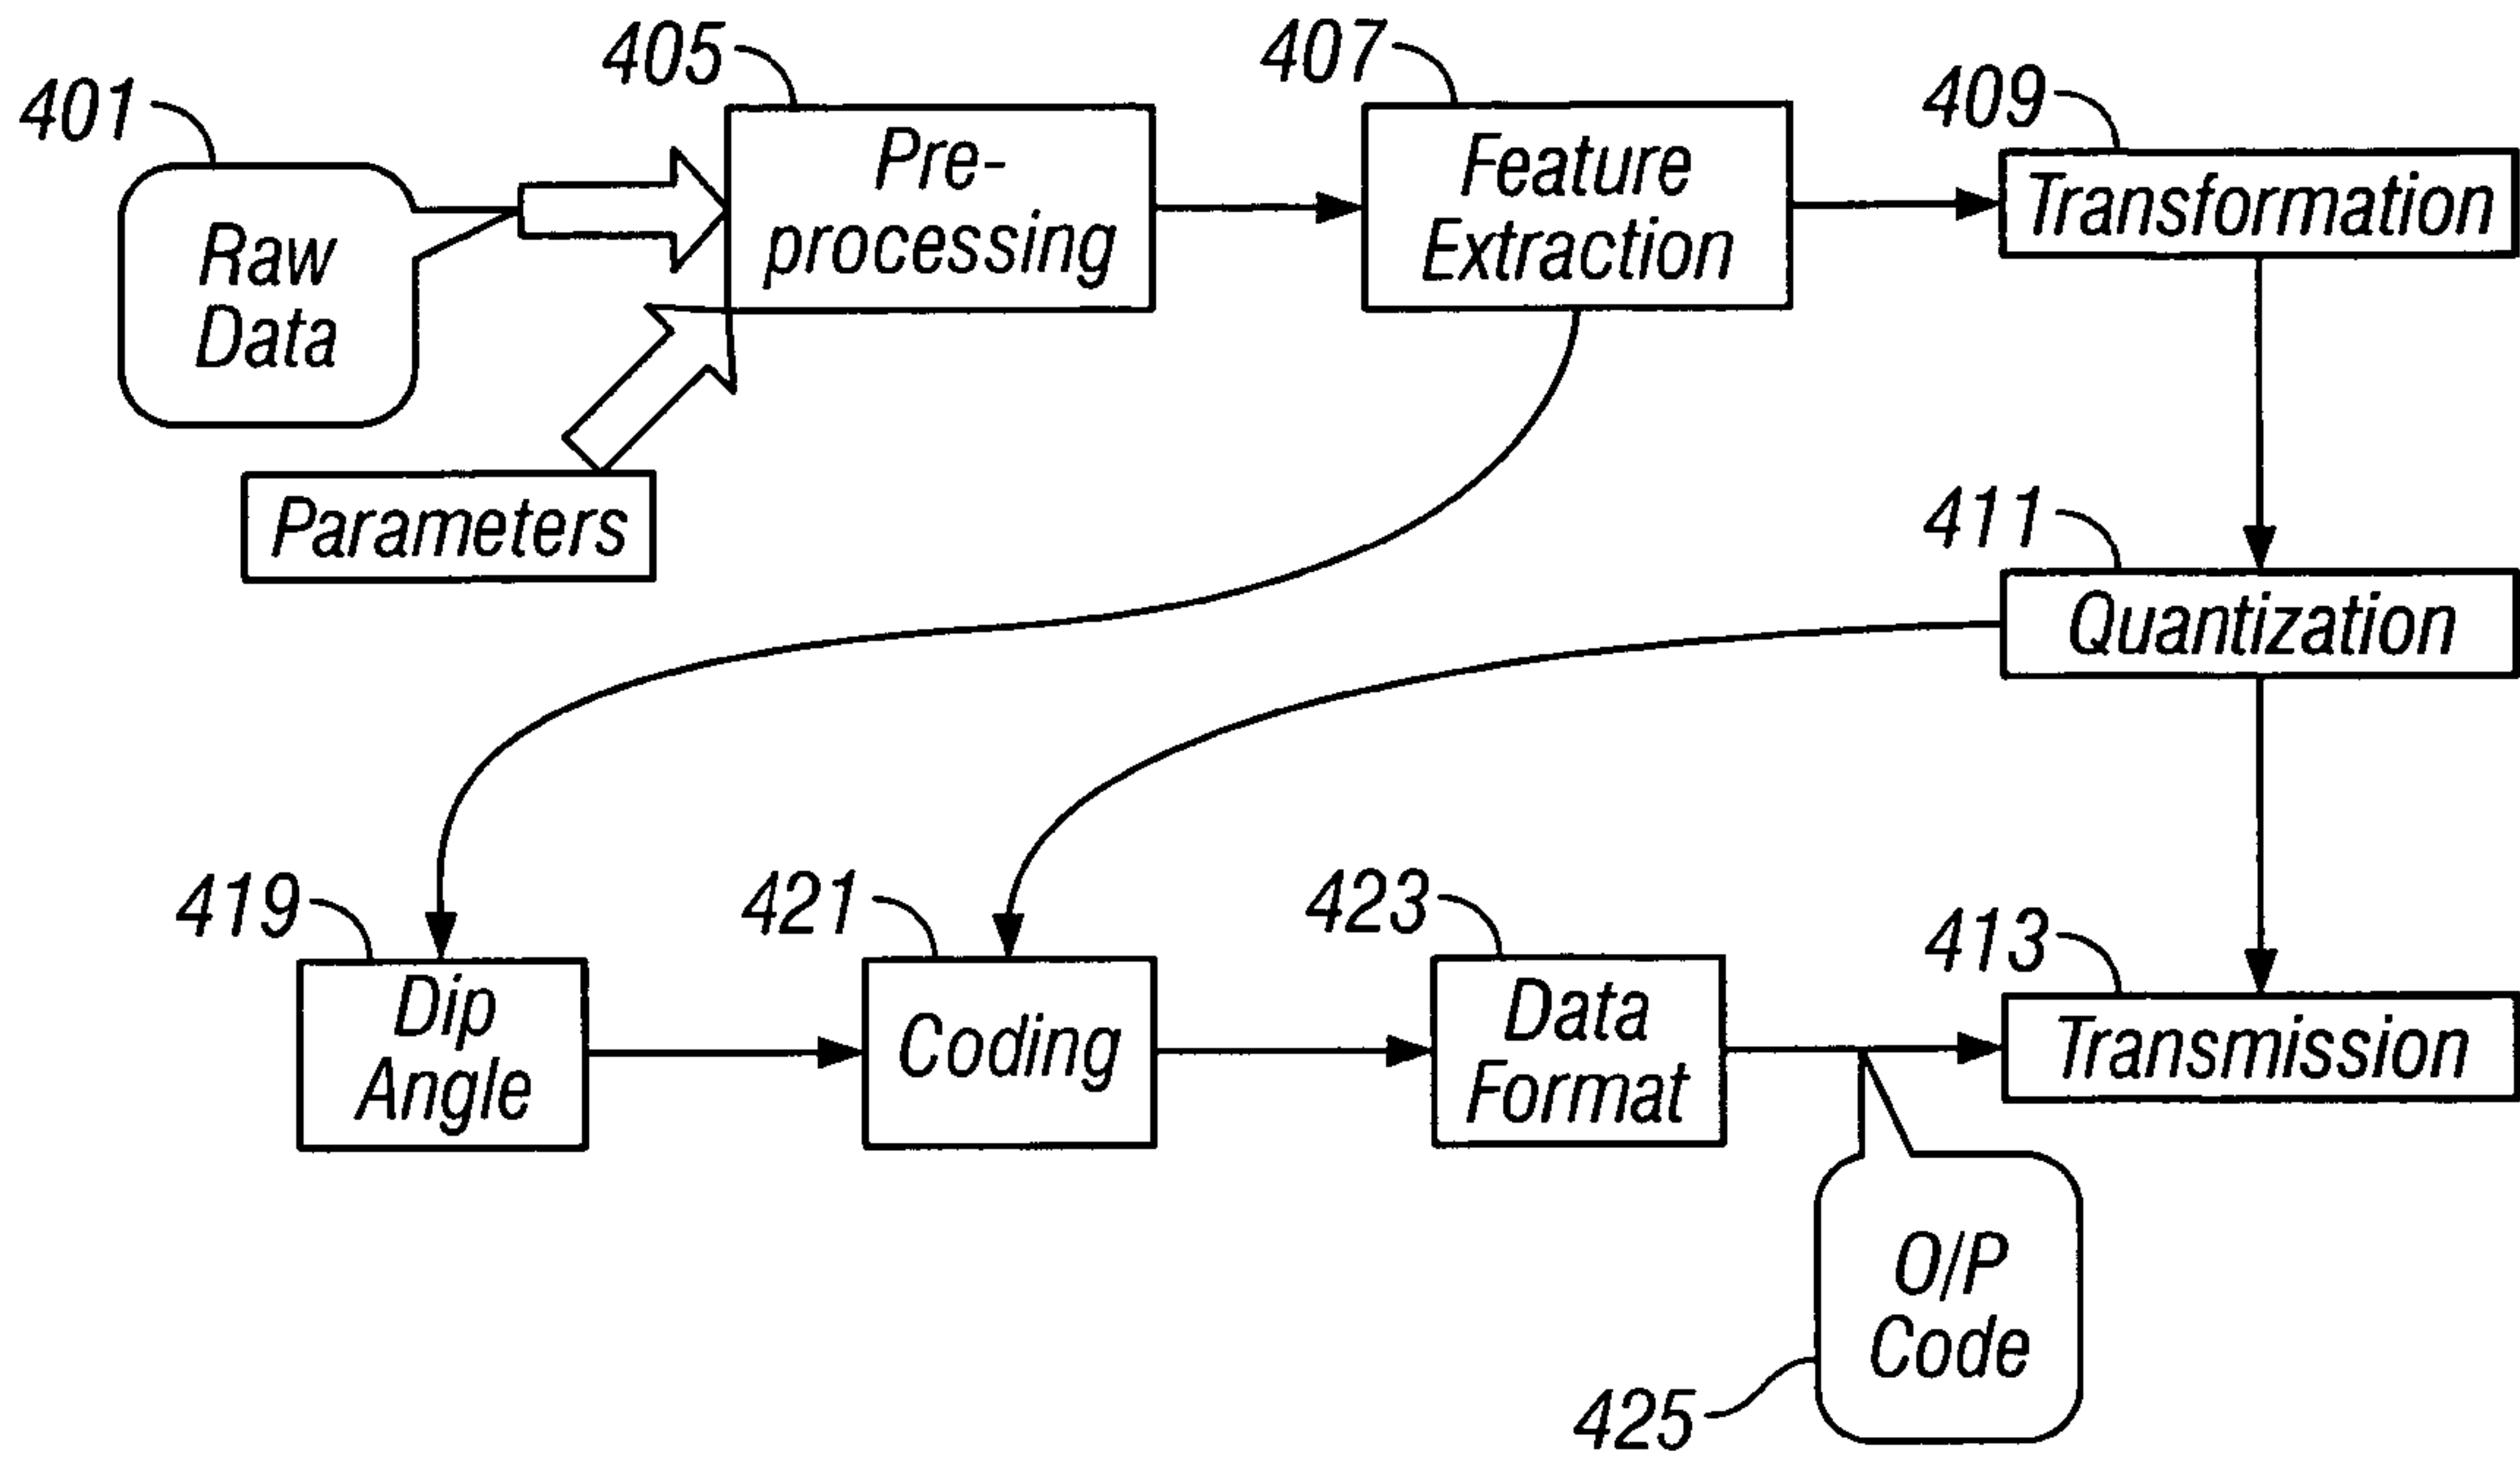 401
Raw
Data
405
Pre-
processing
407
Feature
Extraction
409
Transformation
Parameters
411
Quantization
419
Dip
Angle
421
Coding
423
Data
Format
413
Transmission
O/P
Code
425